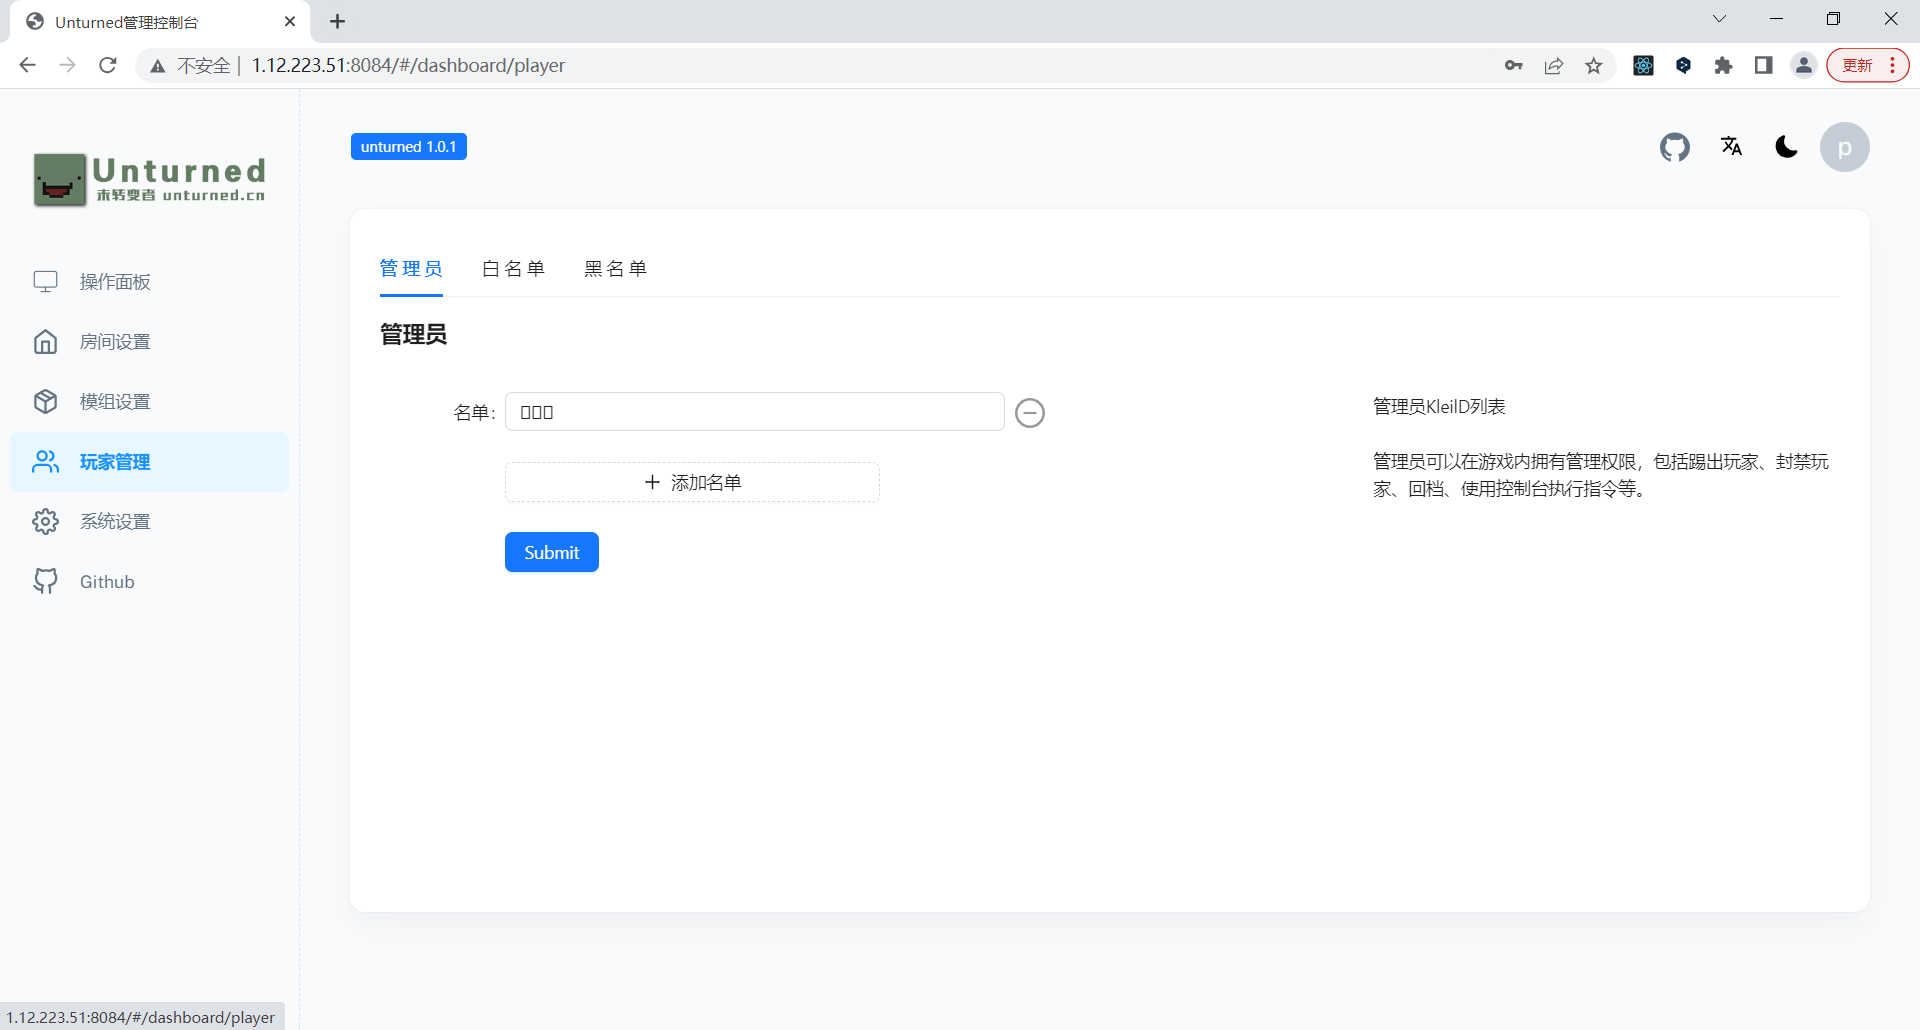 Unturned管理控制台
不安全 | 1.12.223.51:8084/#/dashboard/player
更新
Unturned
未转变者 unturned.cn
unturned 1.0.1
p
操作面板
房间设置
模组设置
玩家管理
系统设置
Github
管理员 白名单 黑名单
管理员
名单:
添加名单
Submit
管理员KleiID列表
管理员可以在游戏内拥有管理权限，包括踢出玩家、封禁玩
家、回档、使用控制台执行指令等。
1.12.223.51:8084/#/dashboard/player